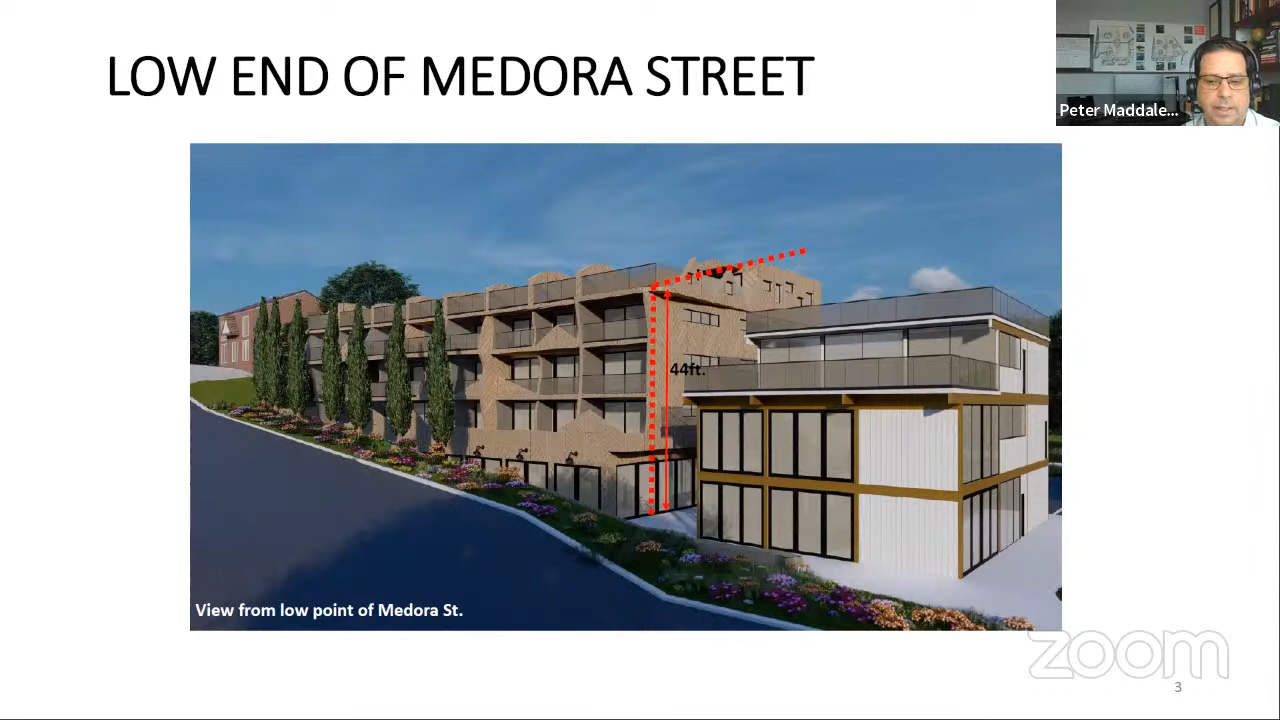 LOW END OF MEDORA STREET
Peter Maddale...
44ft.
View from low point of Medora St.
zoom
3